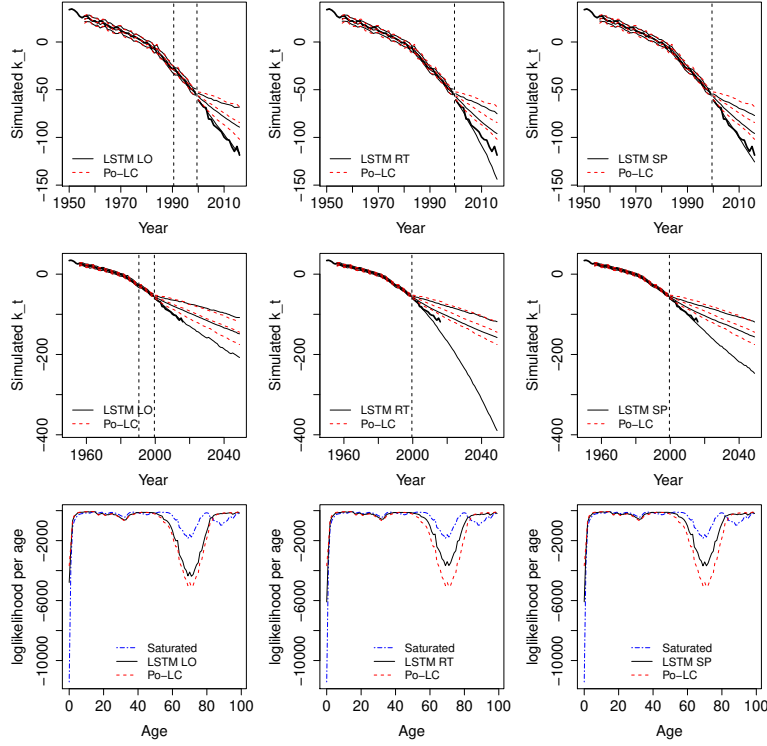 Simulated k_t
0
−50
−100
−150
LSTM LO
Po−LC
1950 1970 1990 2010
Year
Simulated k_t
0
−50
−100
−150
LSTM RT
Po−LC
1950 1970 1990 2010
Year
Simulated k_t
0
−50
−100
−150
LSTM SP
Po−LC
1950 1970 1990 2010
Year
Simulated k_t
0
−200
−400
LSTM LO
Po−LC
1960 2000 2040
Year
Simulated k_t
0
−200
−400
LSTM RT
Po−LC
1960 2000 2040
Year
Simulated k_t
0
−200
−400
LSTM SP
Po−LC
1960 2000 2040
Year
loglikelihood per age
−2000
−6000
−10000
Saturated
LSTM LO
Po−LC
0 20 40 60 80 100
Age
loglikelihood per age
−2000
−6000
−10000
Saturated
LSTM RT
Po−LC
0 20 40 60 80 100
Age
loglikelihood per age
−2000
−6000
−10000
Saturated
LSTM SP
Po−LC
0 20 40 60 80 100
Age